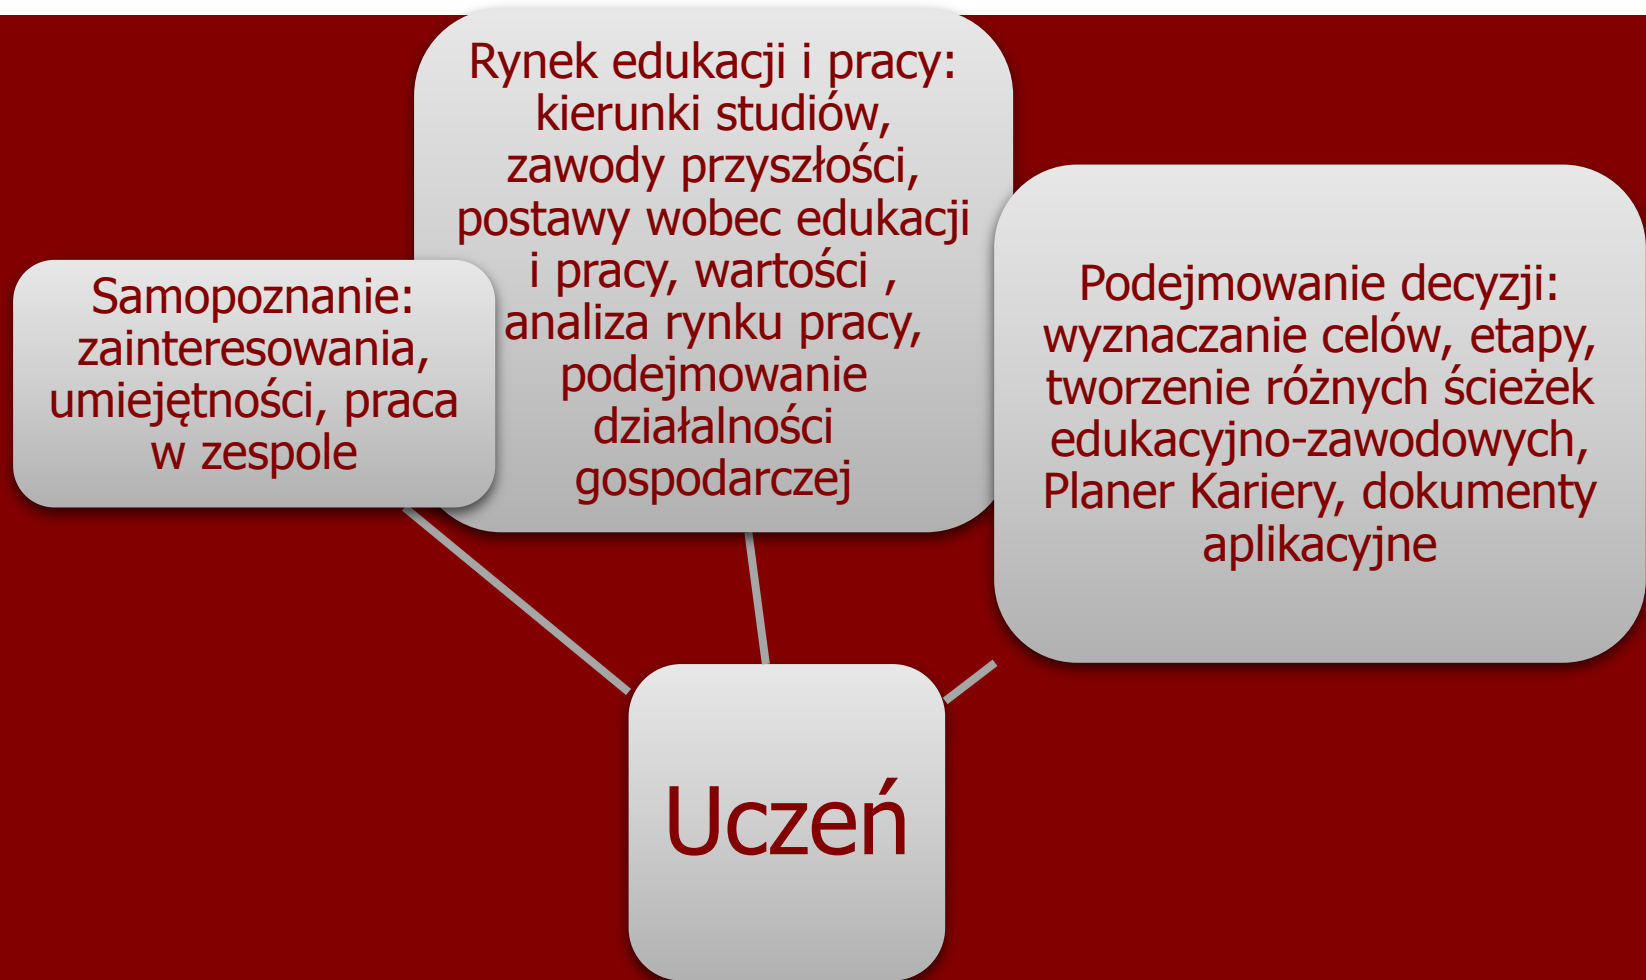 Samopoznanie:
zainteresowania,
umiejętności, praca
w zespole
Rynek edukacji i pracy:
kierunki studiów,
zawody przyszłości,
postawy wobec edukacji
i pracy, wartości ,
analiza rynku pracy,
podejmowanie
działalności
gospodarczej
Podejmowanie decyzji:
wyznaczanie celów, etapy,
tworzenie różnych ścieżek
edukacyjno-zawodowych,
Planer Kariery, dokumenty
aplikacyjne
Uczeń